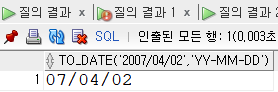 질의 결과 × 질의 결과 1 × 질의 결과 2
SQL | 인출된 모든 행: 1(0,003초
TO_DATE('2007/04/02','YY-MM-DD')
1 07/04/02